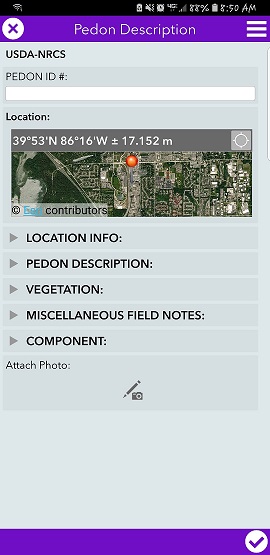 88% 8:50 AM
Pedon Description
USDA-NRCS
PEDON ID #:
Location:
39°53'N 86°16'W ± 17.152 m
© Esri contributors
LOCATION INFO:
PEDON DESCRIPTION:
VEGETATION:
MISCELLANEOUS FIELD NOTES:
COMPONENT:
Attach Photo: